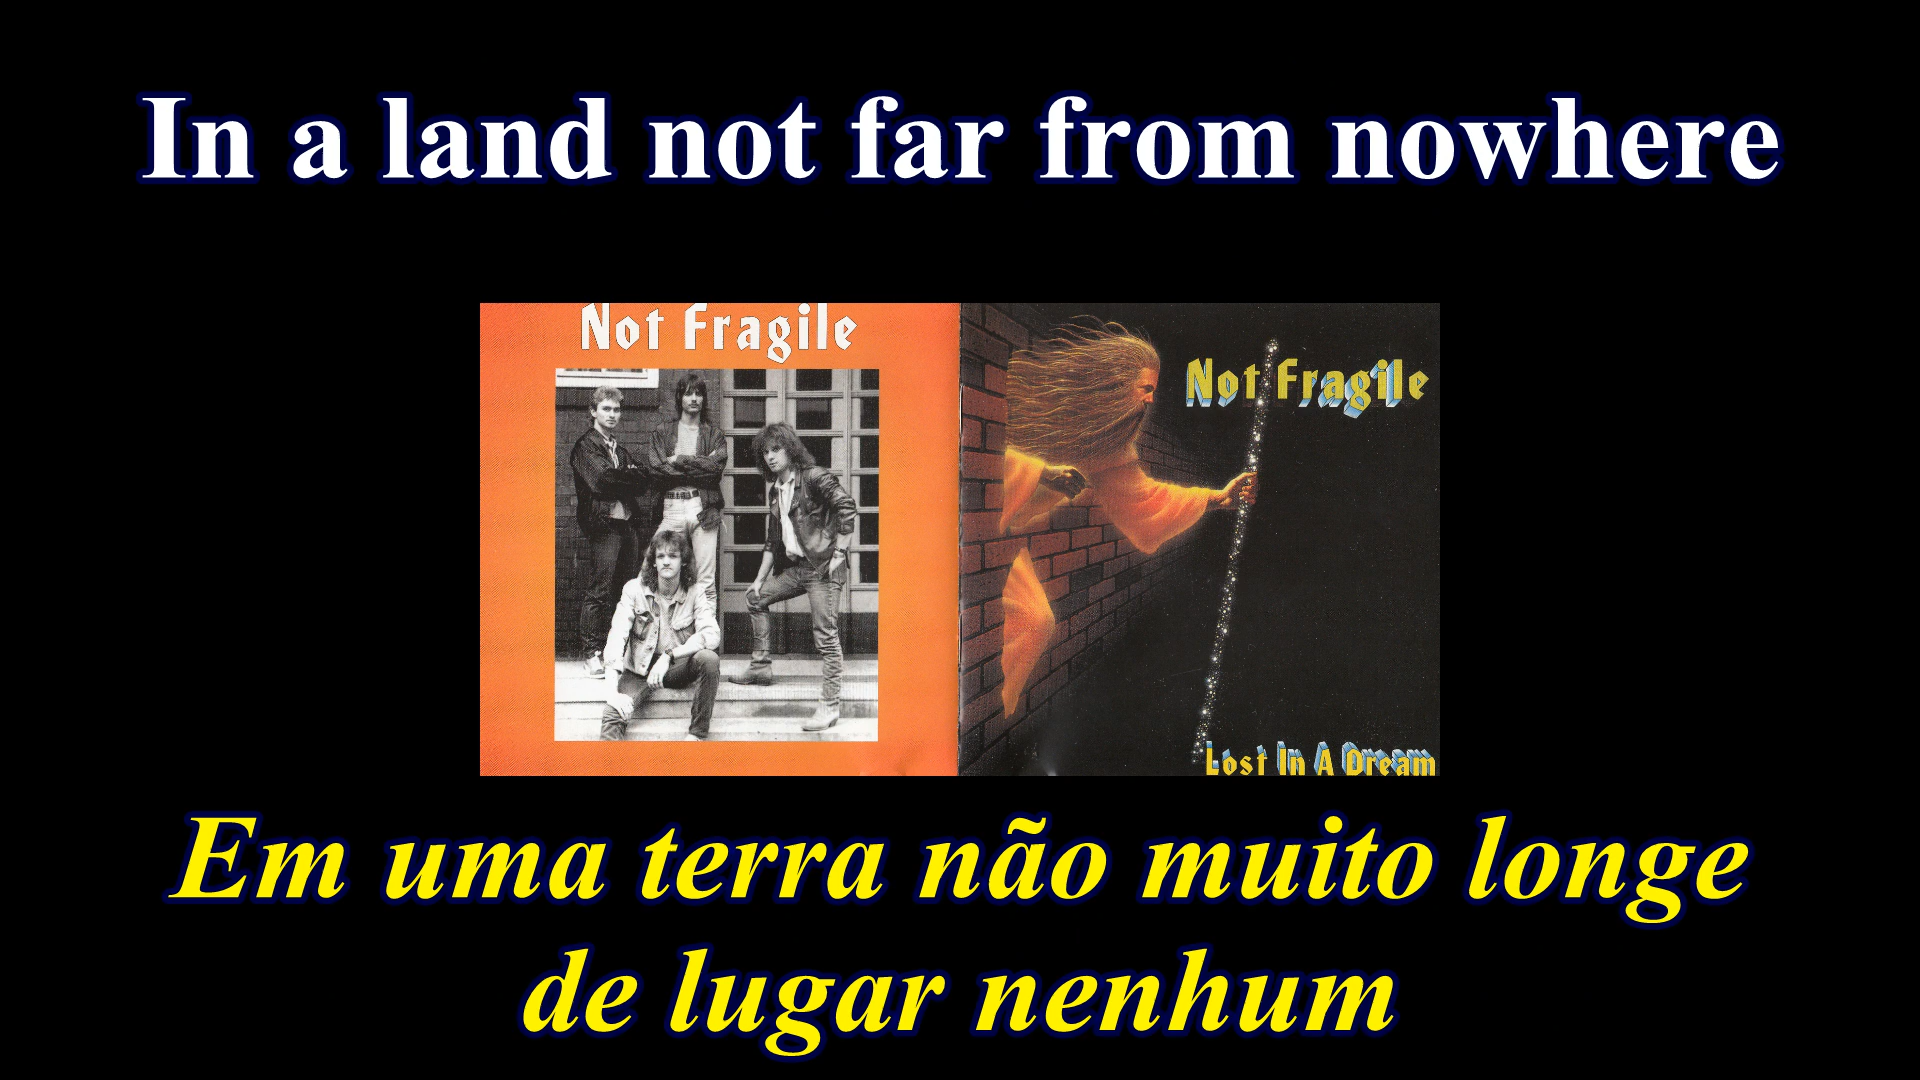 In a land not far from nowhere
Not Fragile
Not Fragile
Lost In A Dream
Em uma terra não muito longe
de lugar nenhum